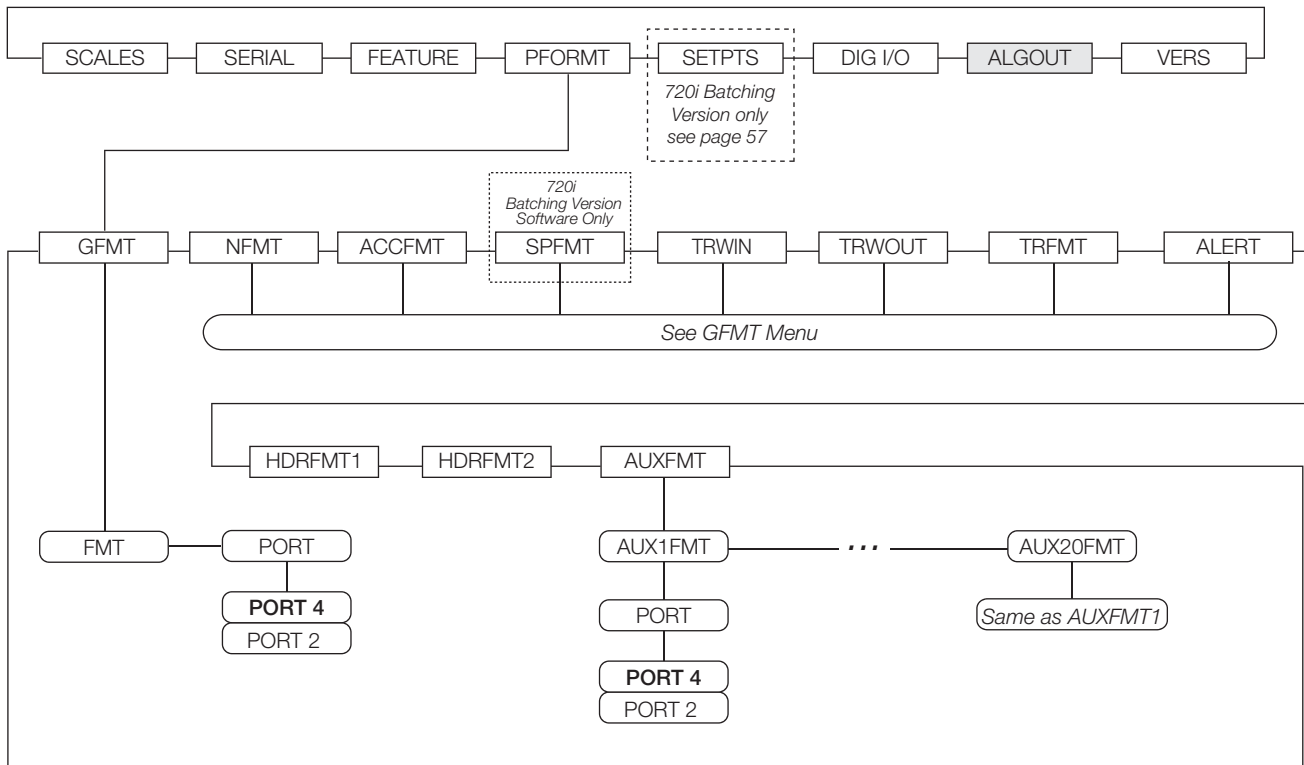 SCALES
SERIAL
FEATURE
PFORMT
SETPTS
DIG I/O
ALGOUT
VERS
720i Batching
Version only
see page 57
720i
Batching Version
Software Only
GFMT
NFMT
ACCFMT
SPFMT
TRWIN
TRWOUT
TRFMT
ALERT
See GFMT Menu
HDRFMT1
HDRFMT2
AUXFMT
FMT
PORT
AUX1FMT
...
AUX20FMT
PORT 4
PORT 2
PORT
Same as AUXFMT1
PORT 4
PORT 2